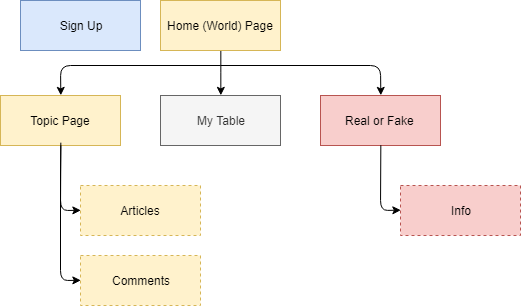 Sign Up
Home (World) Page
Topic Page
My Table
Real or Fake
Articles
Info
Comments